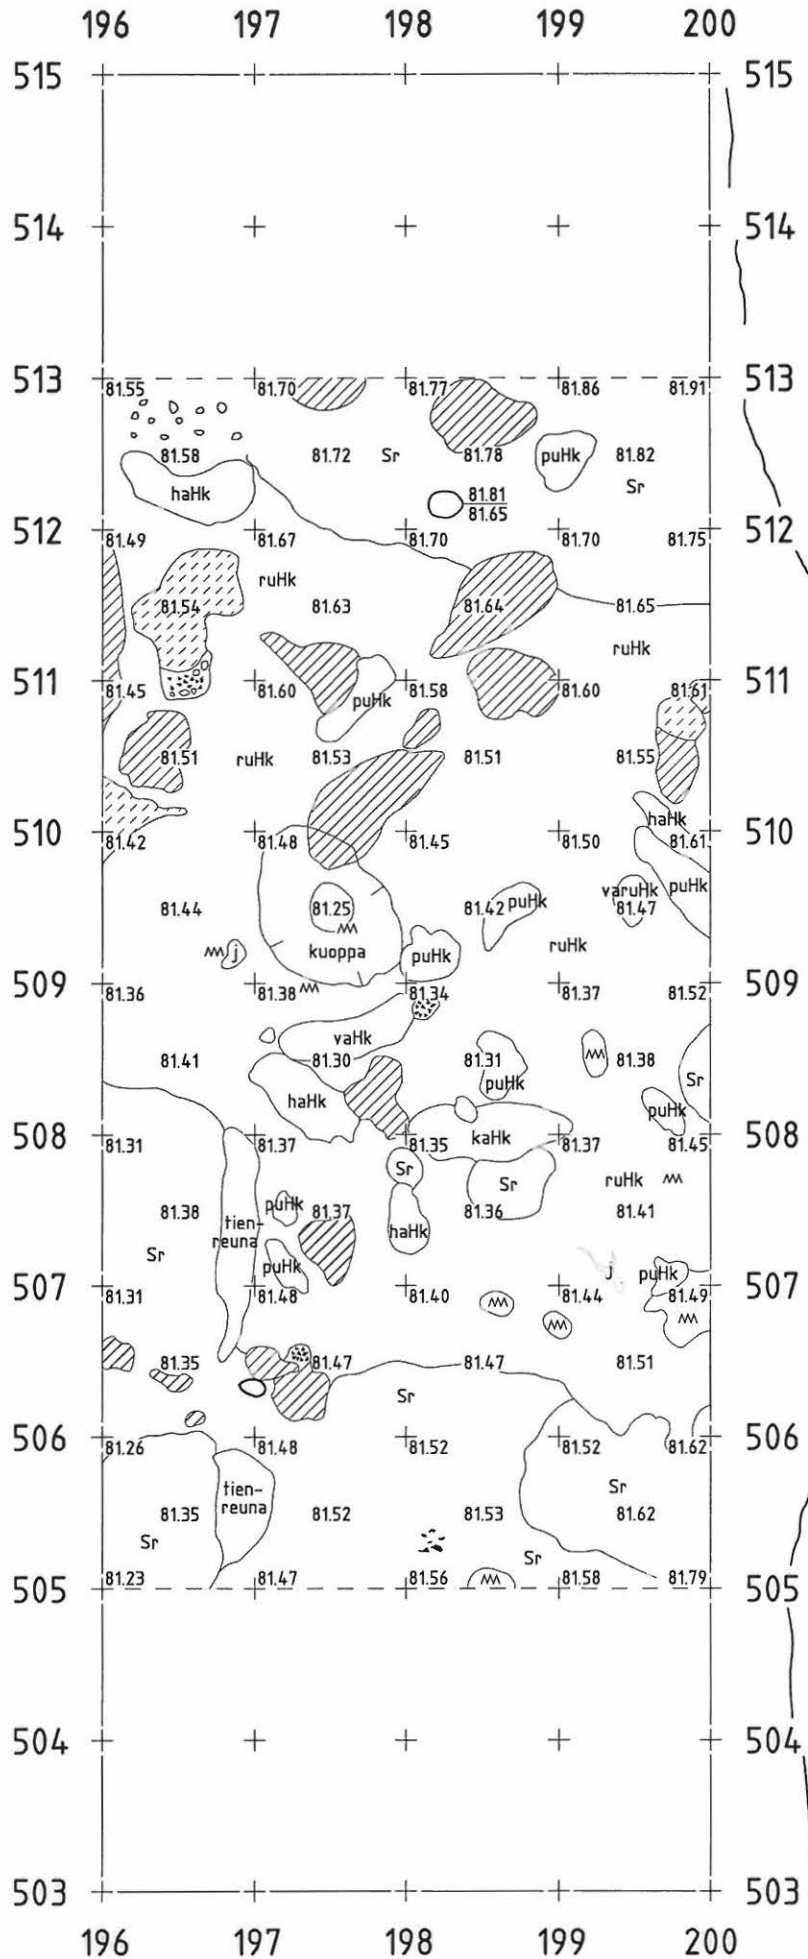 196 197 198 199 200
515 515
514 514
513 513
81.55 81.70 81.77 81.86 81.91
81.58 81.72 Sr 81.78 puHk 81.82
haHk Sr
81.81
81.65
512 512
81.49 81.67 81.70 81.70 81.75
ruHk
81.54 81.63 81.64 81.65
ruHk
511 511
81.45 81.60 puHk 81.58 81.60 81.61
81.51 ruHk 81.53 81.51 81.55
haHk
510 510
81.42 81.48 81.45 81.50 81.61
varuHk puHk
81.44 81.25 81.42 puHk 81.47
j kuoppa puHk ruHk
509 509
81.36 81.38 81.34 81.37 81.52
vaHk
81.41 81.30 81.31 81.38
Sr
haHk puHk puHk
508 508
81.31 81.37 81.35 kaHk 81.37 81.45
Sr Sr ruHk
81.38 puHk 81.37 81.36 81.41
tien-
reuna haHk
Sr
puHk j puHk
507 507
81.31 81.48 81.40 81.44 81.49
81.35 81.47 81.47 81.51
Sr
506 506
81.26 81.48 81.52 81.52 81.62
tien-
reuna
Sr
81.35 81.52 81.53 81.62
Sr Sr
81.23 81.47 81.56 81.58 81.79
505 505
504 504
503 503
196 197 198 199 200